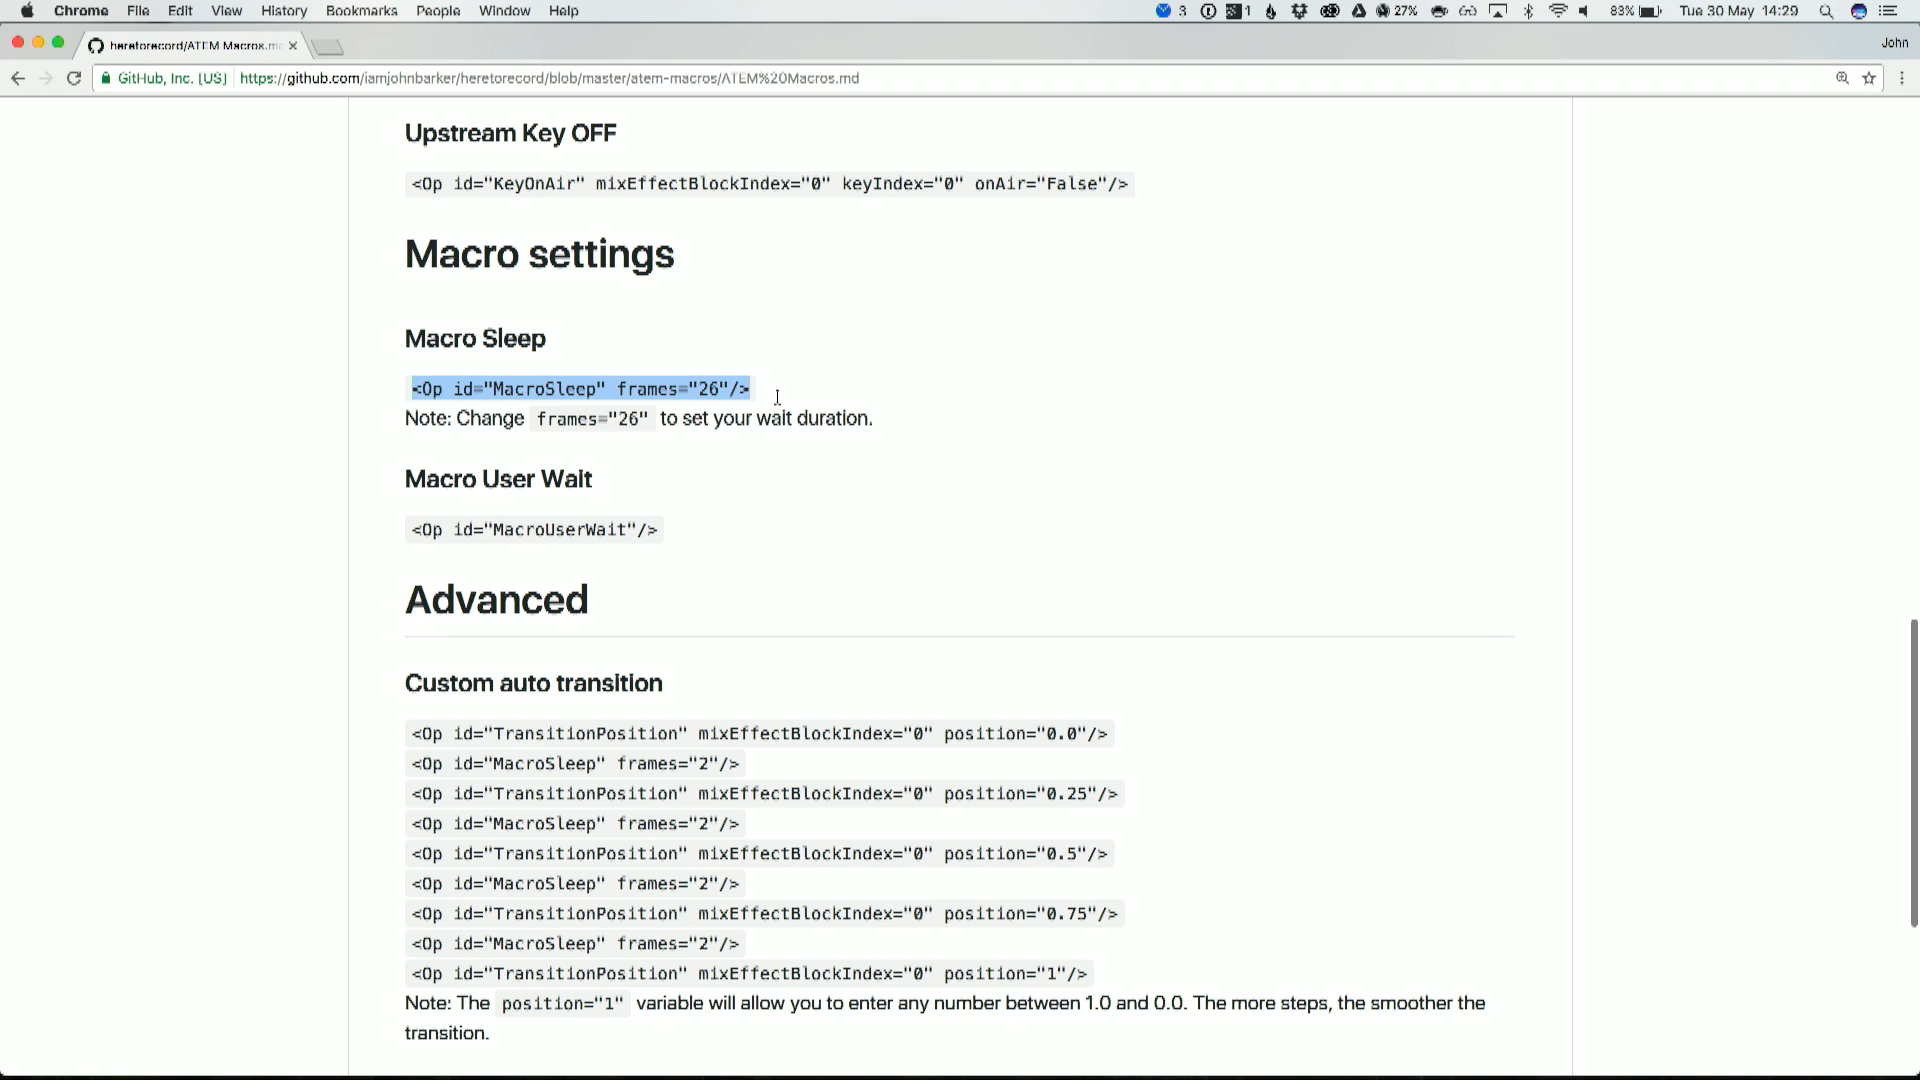 Chrome File Edit View History Bookmarks People Window Help 3 1 27% 83% Tue 30 May 14:29
heretorecord/ATEM Macros.m John
GitHub, Inc. [US] https://github.com/iamjohnbarker/heretorecord/blob/master/atem-macros/ATEM%20Macros.md
Upstream Key OFF
<Op id="KeyOnAir" mixEffectBlockIndex="0" keyIndex="0" onAir="False"/>
Macro settings
Macro Sleep
<Op id="MacroSleep" frames="26"/>
Note: Change frames="26" to set your wait duration.
Macro User Wait
<Op id="MacroUserWait"/>
Advanced
Custom auto transition
<Op id="TransitionPosition" mixEffectBlockIndex="0" position="0.0"/>
<Op id="MacroSleep" frames="2"/>
<Op id="TransitionPosition" mixEffectBlockIndex="0" position="0.25"/>
<Op id="MacroSleep" frames="2"/>
<Op id="TransitionPosition" mixEffectBlockIndex="0" position="0.5"/>
<Op id="MacroSleep" frames="2"/>
<Op id="TransitionPosition" mixEffectBlockIndex="0" position="0.75"/>
<Op id="MacroSleep" frames="2"/>
<Op id="TransitionPosition" mixEffectBlockIndex="0" position="1"/>
Note: The position="1" variable will allow you to enter any number between 1.0 and 0.0. The more steps, the smoother the
transition.